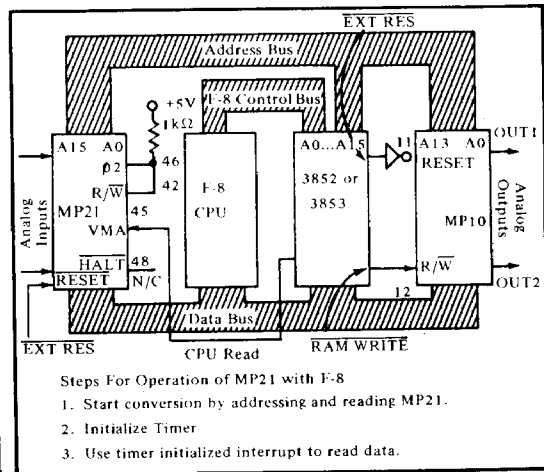 EXT RES
Address Bus
+5V
F-8 Control Bus
1kΩ
A15 A0
A0...A15
11
A13 A0
OUT1
Analog Inputs
φ2
46
RESET
R/W
42
F-8
CPU
3852 or
3853
Analog Outputs
MP21
45
MP10
VMA
HALT
48
R/W
RESET
N/C
12
OUT2
Data Bus
EXT RES
CPU Read
RAM WRITE
Steps For Operation of MP21 with F-8
1. Start conversion by addressing and reading MP21.
2. Initialize Timer
3. Use timer initialized interrupt to read data.